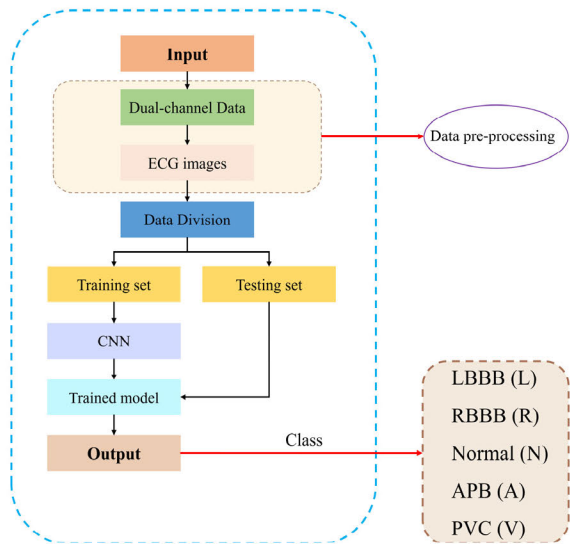 Input
Dual-channel Data
Data pre-processing
ECG images
Data Division
Training set
Testing set
CNN
Trained model
Output
Class
LBBB (L)
RBBB (R)
Normal (N)
APB (A)
PVC (V)